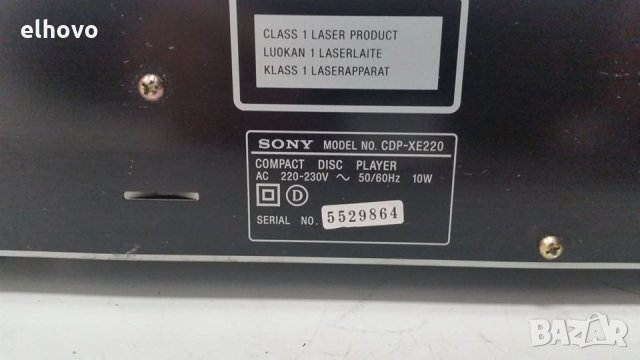 elhovo
CLASS 1 LASER PRODUCT
LUOKAN 1 LASERLAITE
KLASS 1 LASERAPPARAT
SONY MODEL NO. CDP-XE220
COMPACT DISC PLAYER
AC 220-230V ~ 50/60Hz 10W
D
SERIAL NO. 5529864
BAZAR